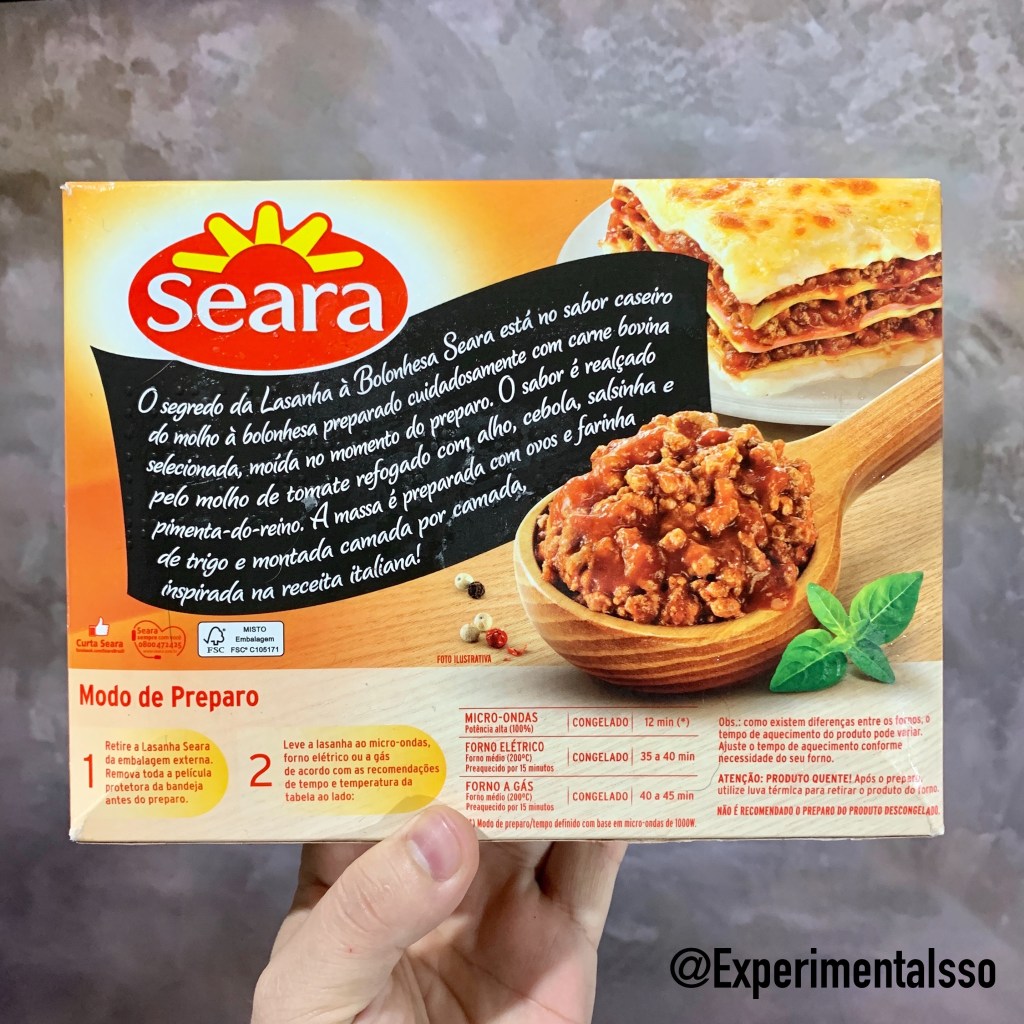 Seara
O segredo da Lasanha à Bolonhesa Seara está no sabor caseiro
do molho à bolonhesa preparado cuidadosamente com carne bovina
selecionada, moída no momento do preparo. O sabor é realçado
pelo molho de tomate refogado com alho, cebola, salsinha e
pimenta-do-reino. A massa é preparada com ovos e farinha
de trigo e montada camada por camada,
inspirada na receita italiana!
Curta Seara
Seara
0800 47 2425
FSC
MISTO
Embalagem
FSC® C105171
FOTO ILUSTRATIVA
Modo de Preparo
1
Retire a Lasanha Seara
da embalagem externa.
Remova toda a película
protetora da bandeja
antes do preparo.
2
Leve a lasanha ao micro-ondas,
forno elétrico ou a gás
de acordo com as recomendações
de tempo e temperatura da
tabela ao lado:
MICRO-ONDAS
Potência alta (100%)
CONGELADO
12 min (*)
FORNO ELÉTRICO
Forno médio (200ºC)
Preaquecido por 15 minutos
CONGELADO
35 a 40 min
FORNO A GÁS
Forno médio (200ºC)
Preaquecido por 15 minutos
CONGELADO
40 a 45 min
(*) Modo de preparo/tempo definido com base em micro-ondas de 1000W.
Obs.: como existem diferenças entre os fornos, o
tempo de aquecimento do produto pode variar.
Ajuste o tempo de aquecimento conforme
necessidade do seu forno.
ATENÇÃO: PRODUTO QUENTE! Após o preparo,
utilize luva térmica para retirar o produto do forno.
NÃO É RECOMENDADO O PREPARO DO PRODUTO DESCONGELADO.
@ExperimentaIsso